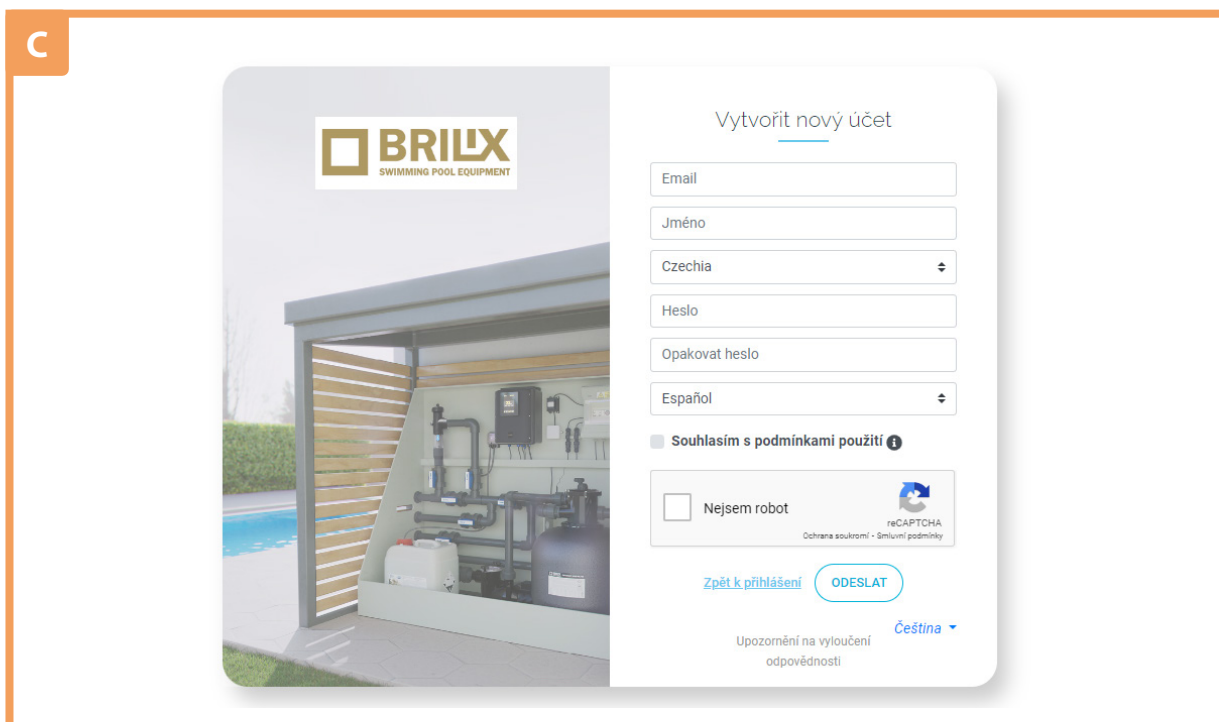 C
BRILIX
SWIMMING POOL EQUIPMENT
Vytvořit nový účet
Email
Jméno
Czechia
Heslo
Opakovat heslo
Español
Souhlasím s podmínkami použití
Nejsem robot
reCAPTCHA
Ochrana soukromí - Smluvní podmínky
Zpět k přihlášení
ODESLAT
Čeština
Upozornění na vyloučení
odpovědnosti